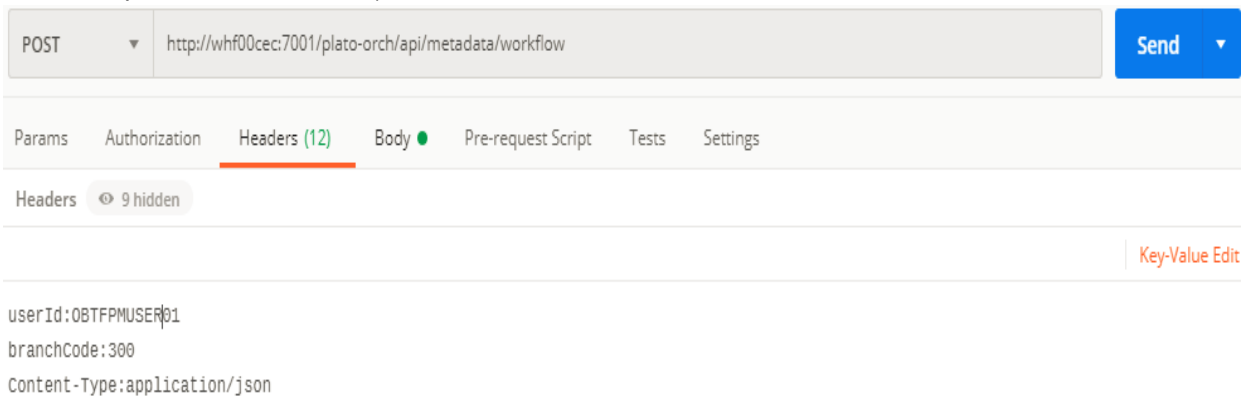 POST http://whf00cec:7001/plato-orch/api/metadata/workflow Send
Params Authorization Headers (12) Body Pre-request Script Tests Settings
Headers 9 hidden
Key-Value Edit
userId:OBTFPMUSER01
branchCode:300
Content-Type:application/json